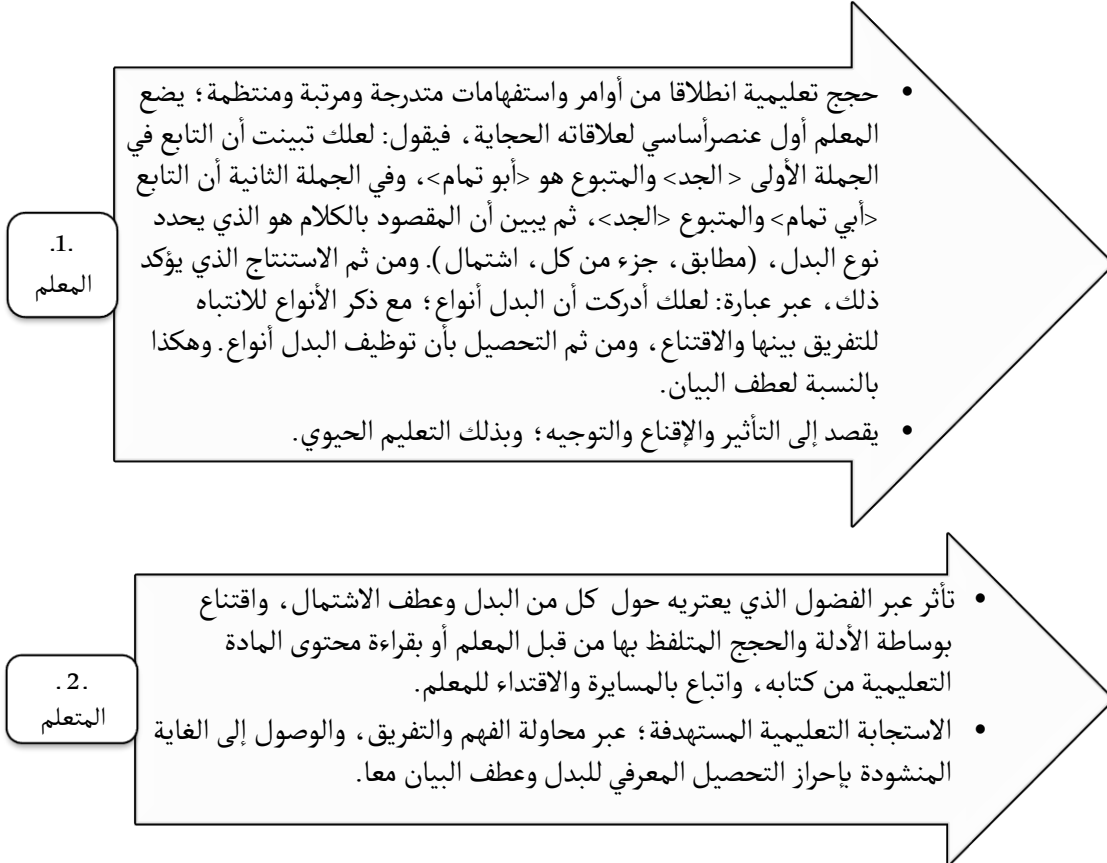 .1.
المعلم
• حجج تعليمية انطلاقا من أوامر واستفهامات متدرجة ومرتبة ومنتظمة؛ يضع
المعلم أول عنصرأساسي لعلاقاته الحجاية، فيقول: لعلك تبينت أن التابع في
الجملة الأولى <الجد> والمتبوع هو <أبو تمام>، وفي الجملة الثانية أن التابع
<أبي تمام> والمتبوع <الجد>، ثم يبين أن المقصود بالكلام هو الذي يحدد
نوع البدل، (مطابق، جزء من كل، اشتمال). ومن ثم الاستنتاج الذي يؤكد
ذلك، عبر عبارة: لعلك أدركت أن البدل أنواع؛ مع ذكر الأنواع للانتباه
للتفريق بينها والاقتناع، ومن ثم التحصيل بأن توظيف البدل أنواع. وهكذا
بالنسبة لعطف البيان.
• يقصد إلى التأثير والإقناع والتوجيه؛ وبذلك التعليم الحيوي.
.2.
المتعلم
• تأثر عبر الفضول الذي يعتريه حول كل من البدل وعطف الاشتمال، واقتناع
بوساطة الأدلة والحجج المتلفظ بها من قبل المعلم أو بقراءة محتوى المادة
التعليمية من كتابه، واتباع بالمسايرة والاقتداء للمعلم.
• الاستجابة التعليمية المستهدفة؛ عبر محاولة الفهم والتفريق، والوصول إلى الغاية
المنشودة بإحراز التحصيل المعرفي للبدل وعطف البيان معا.